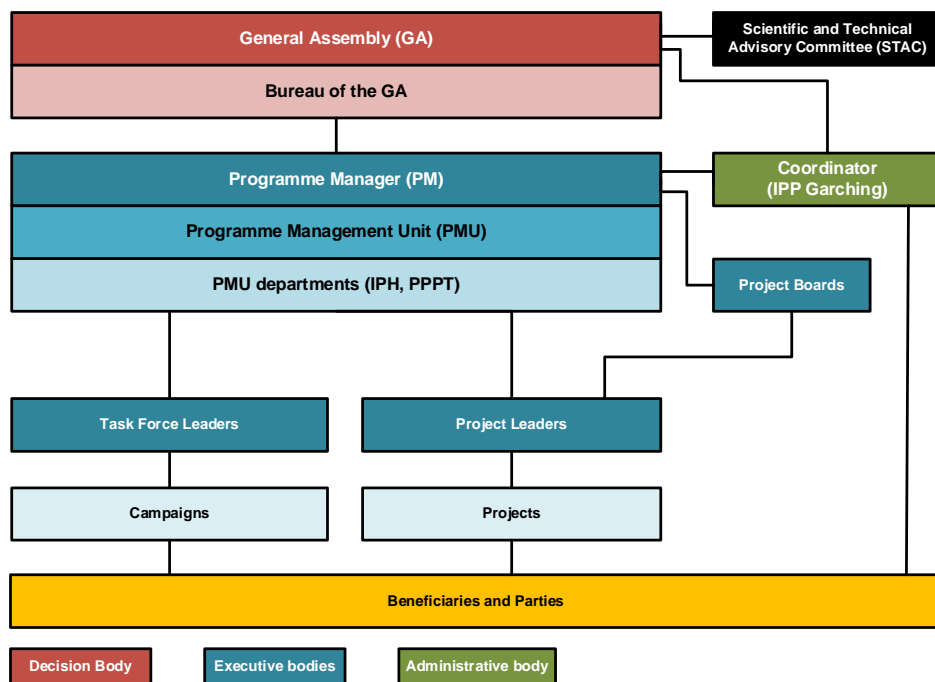 General Assembly (GA)
Scientific and Technical
Advisory Committee (STAC)
Bureau of the GA
Programme Manager (PM)
Coordinator
(IPP Garching)
Programme Management Unit (PMU)
PMU departments (IPH, PPPT)
Project Boards
Task Force Leaders
Project Leaders
Campaigns
Projects
Beneficiaries and Parties
Decision Body
Executive bodies
Administrative body